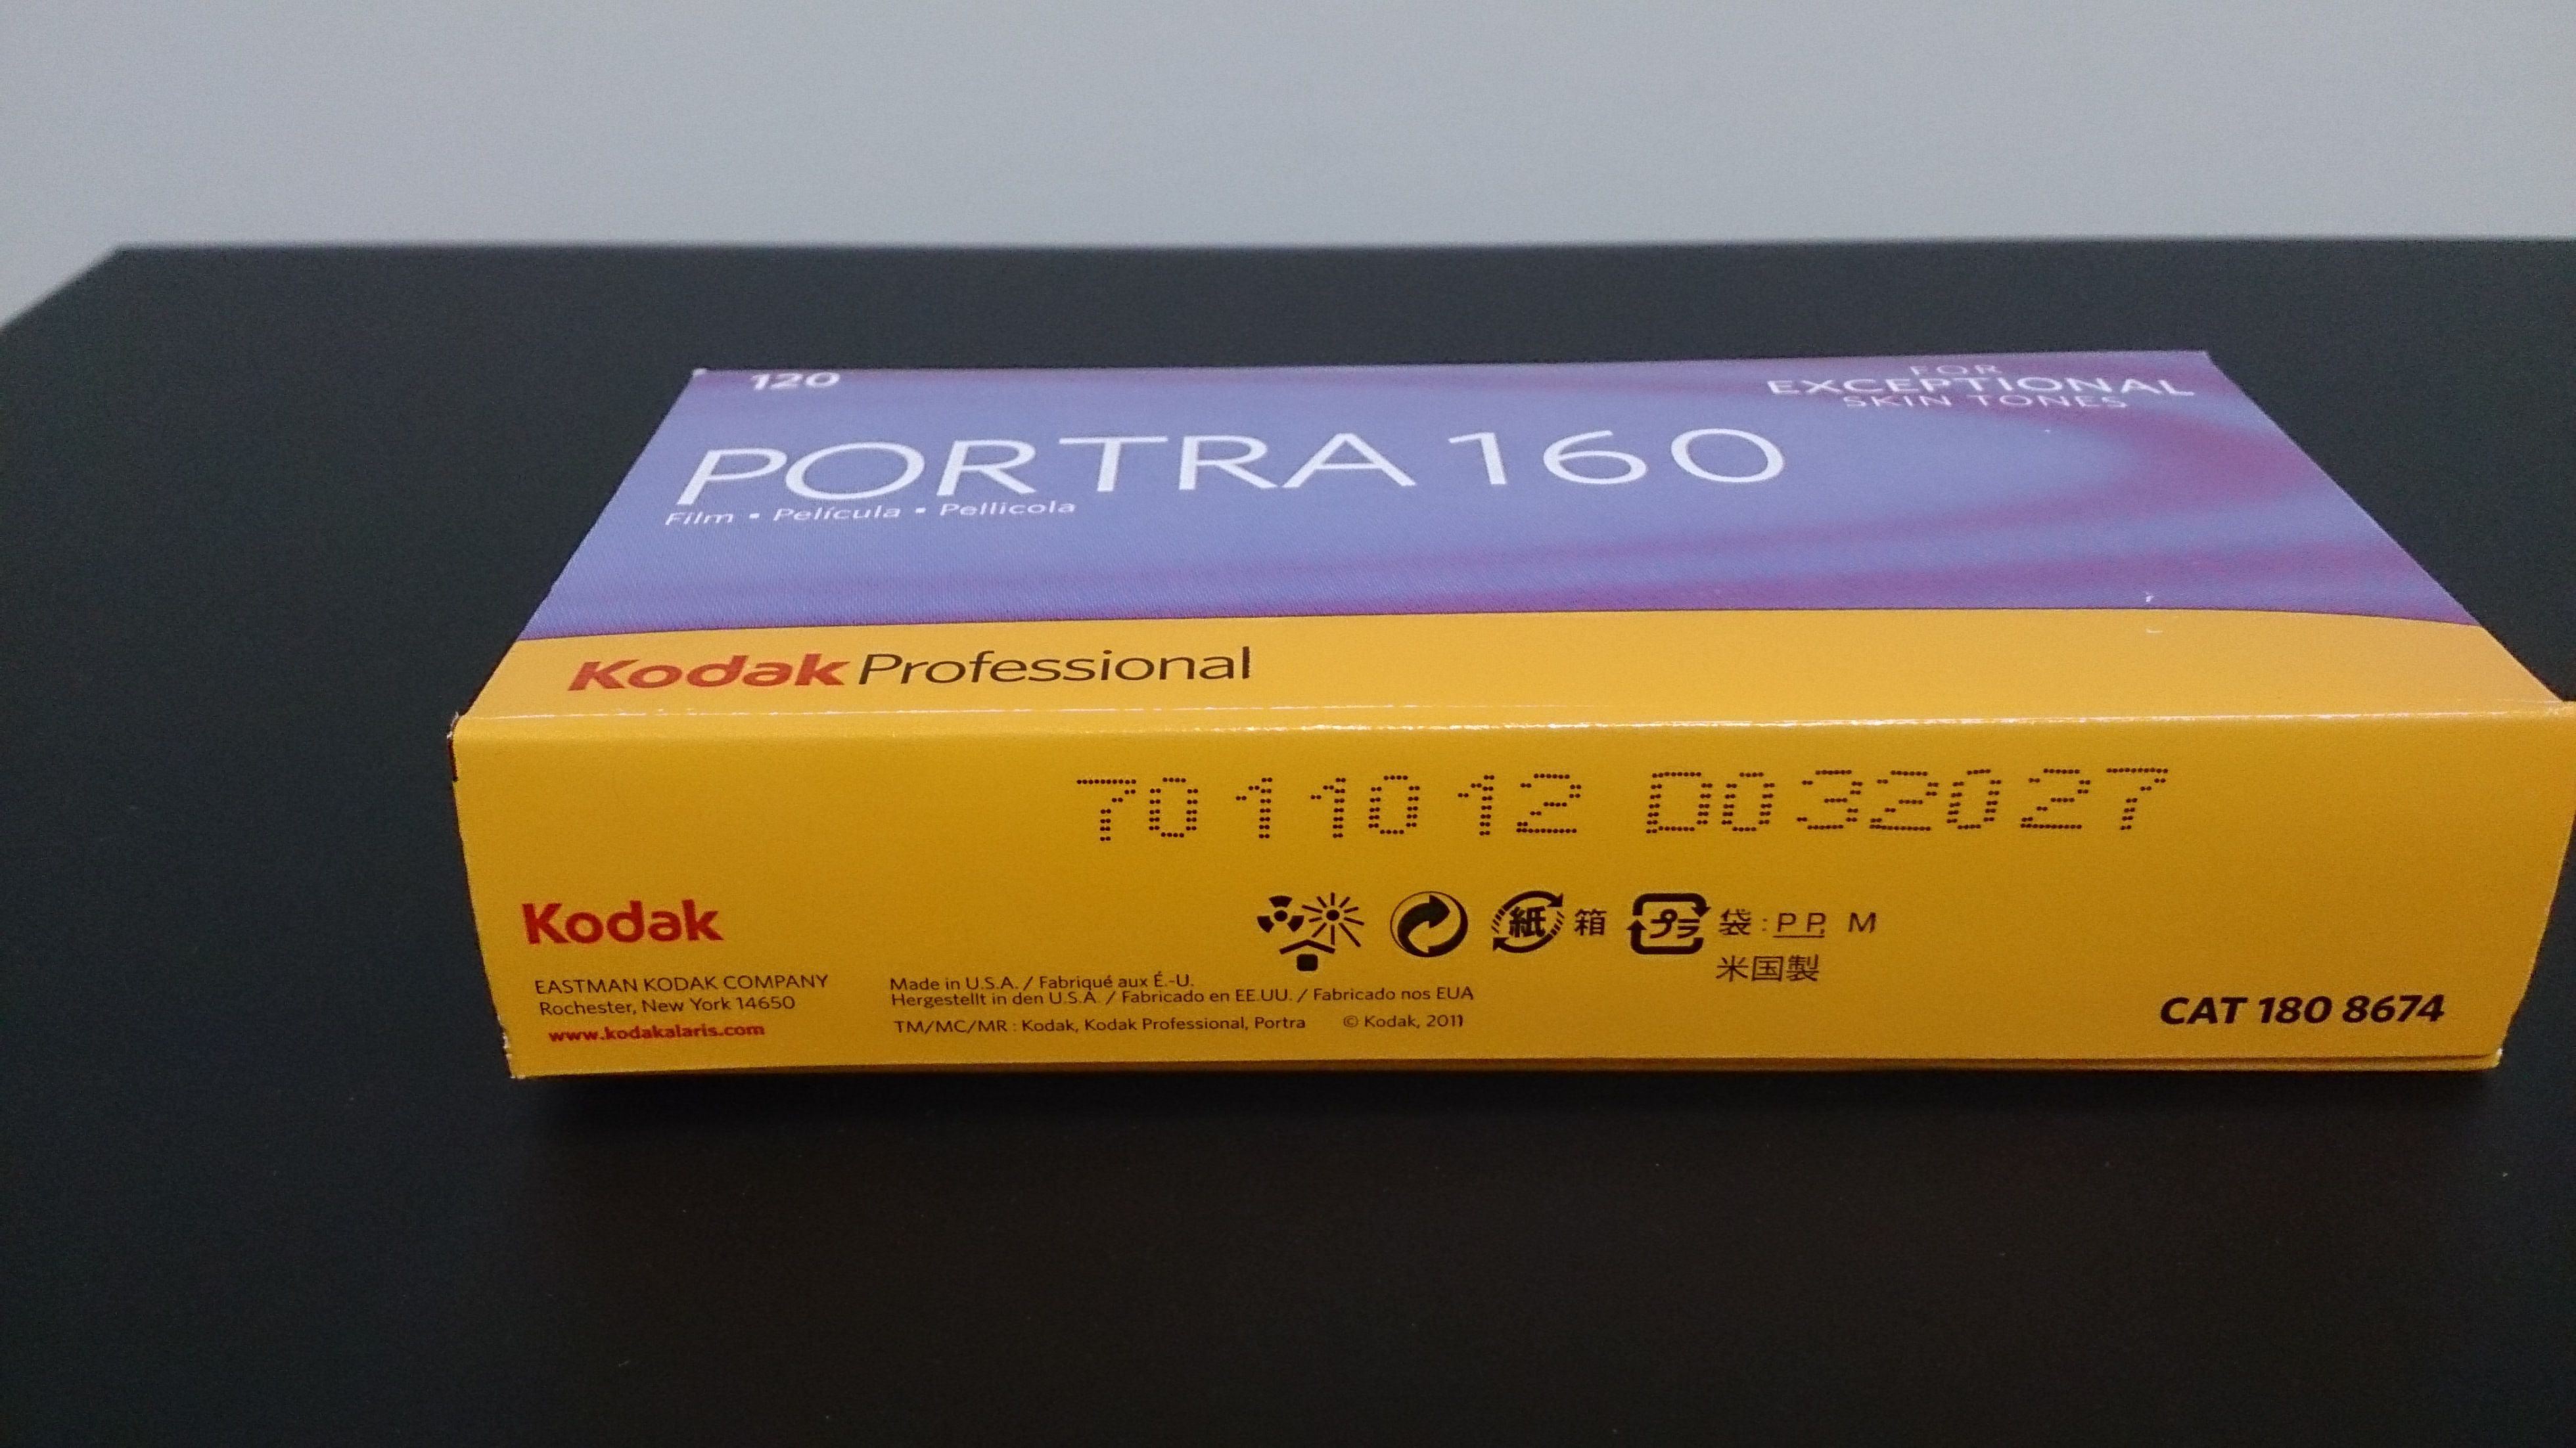 120
FOR
EXCEPTIONAL
SKIN TONES
PORTRA 160
Film • Película • Pellicola
Kodak Professional
7011012 D032027
Kodak
紙 箱 プラ 袋 : PP, M
米国製
EASTMAN KODAK COMPANY
Rochester, New York 14650
www.kodakalaris.com
Made in U.S.A. / Fabriqué aux É.-U.
Hergestellt in den U.S.A. / Fabricado en EE.UU. / Fabricado nos EUA
TM/MC/MR : Kodak, Kodak Professional, Portra © Kodak, 2011
CAT 180 8674